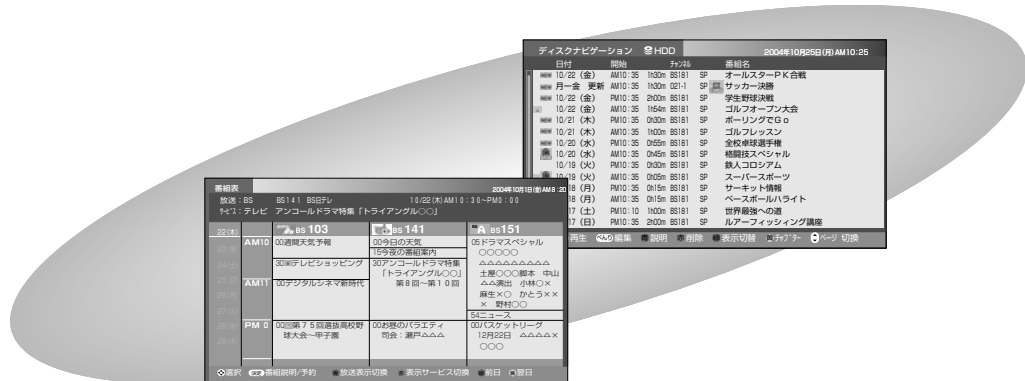 ディスクナビゲーション HDD 2004年10月25日(月)AM10:25
日付 開始 チャンネル 番組名
NEW 10/22 (金) AM10:35 1h30m BS181 SP オールスターPK合戦
NEW 月ー金 更新 AM10:35 1h30m 021-1 SP サッカー決勝
NEW 10/22 (金) PM10:35 2h00m BS181 SP 学生野球決戦
10/22 (金) AM10:35 1h54m BS181 SP ゴルフオープン大会
NEW 10/21 (木) PM10:35 0h30m BS181 SP ボーリングでGo
NEW 10/21 (木) AM10:35 1h00m BS181 SP ゴルフレッスン
NEW 10/20 (水) PM10:35 0h55m BS181 SP 全校卓球選手権
10/20 (水) AM10:35 0h45m BS181 SP 格闘技スペシャル
10/19 (火) PM10:35 0h30m BS181 SP 鉄人コロシアム
10/19 (火) AM10:35 0h05m BS181 SP スーパースポーツ
18 (月) PM10:35 0h15m BS181 SP サーキット情報
18 (月) AM10:35 0h15m BS181 SP ベースボールハライト
17 (土) PM10:10 1h00m BS181 SP 世界最強への道
17 (日) PM10:35 2h00m BS181 SP ルアーフィッシング講座
再生 編集 説明 赤削除 表示切替 チャプター ページ 切換
番組表 2004年10月1日(金)AM8:20
放送:BS BS141 BS日テレ 10/22(木)AM10:30~PM0:00
サービス:テレビ アンコールドラマ特集「トライアングル○○」
22(木) BS 103 BS 141 BS151
AM10 00週間天気予報 00今日の天気 05ドラマスペシャル
15今夜の番組案内 ○○○○○
30テレビショッピング 30アンコールドラマ特集 △△△△△△△△△
「トライアングル○○」 土屋○○○脚本 中山
AM11 00デジタルシネマ新時代 第8回~第10回 △△演出 小林○×
麻生×○ かとう××
× 野村○○
54ニュース
PM 0 00第75回選抜高校野 00お昼のバラエティ 00バスケットリーグ
球大会~甲子園 司会:瀬戸△△△ 12月22日 △△△△×
○○○
選択 決定番組説明/予約 放送表示切換 表示サービス切換 前日 翌日